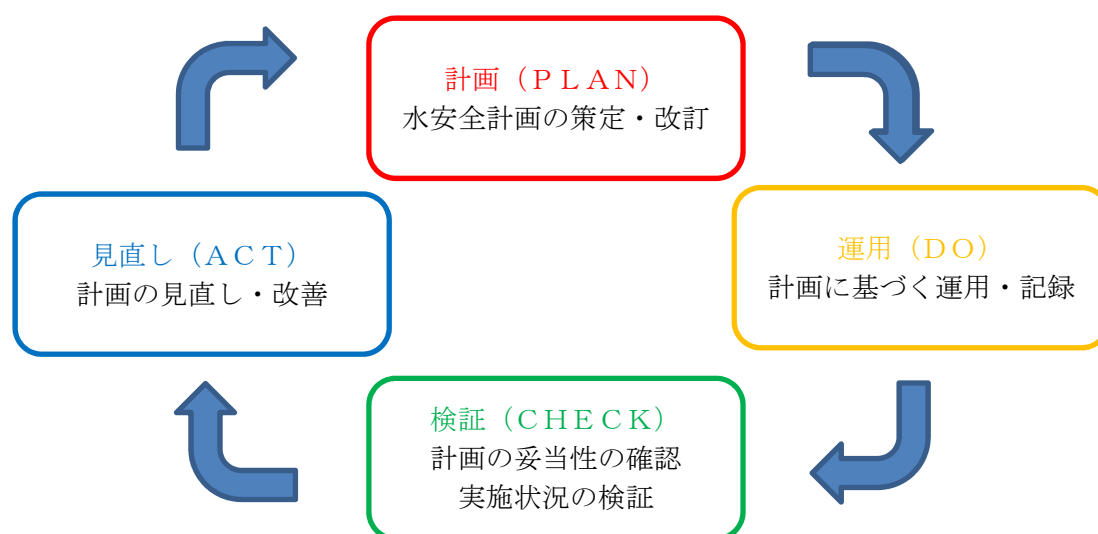 計画（ＰＬＡＮ）
水安全計画の策定・改訂
見直し（ＡＣＴ）
計画の見直し・改善
運用（ＤＯ）
計画に基づく運用・記録
検証（ＣＨＥＣＫ）
計画の妥当性の確認
実施状況の検証